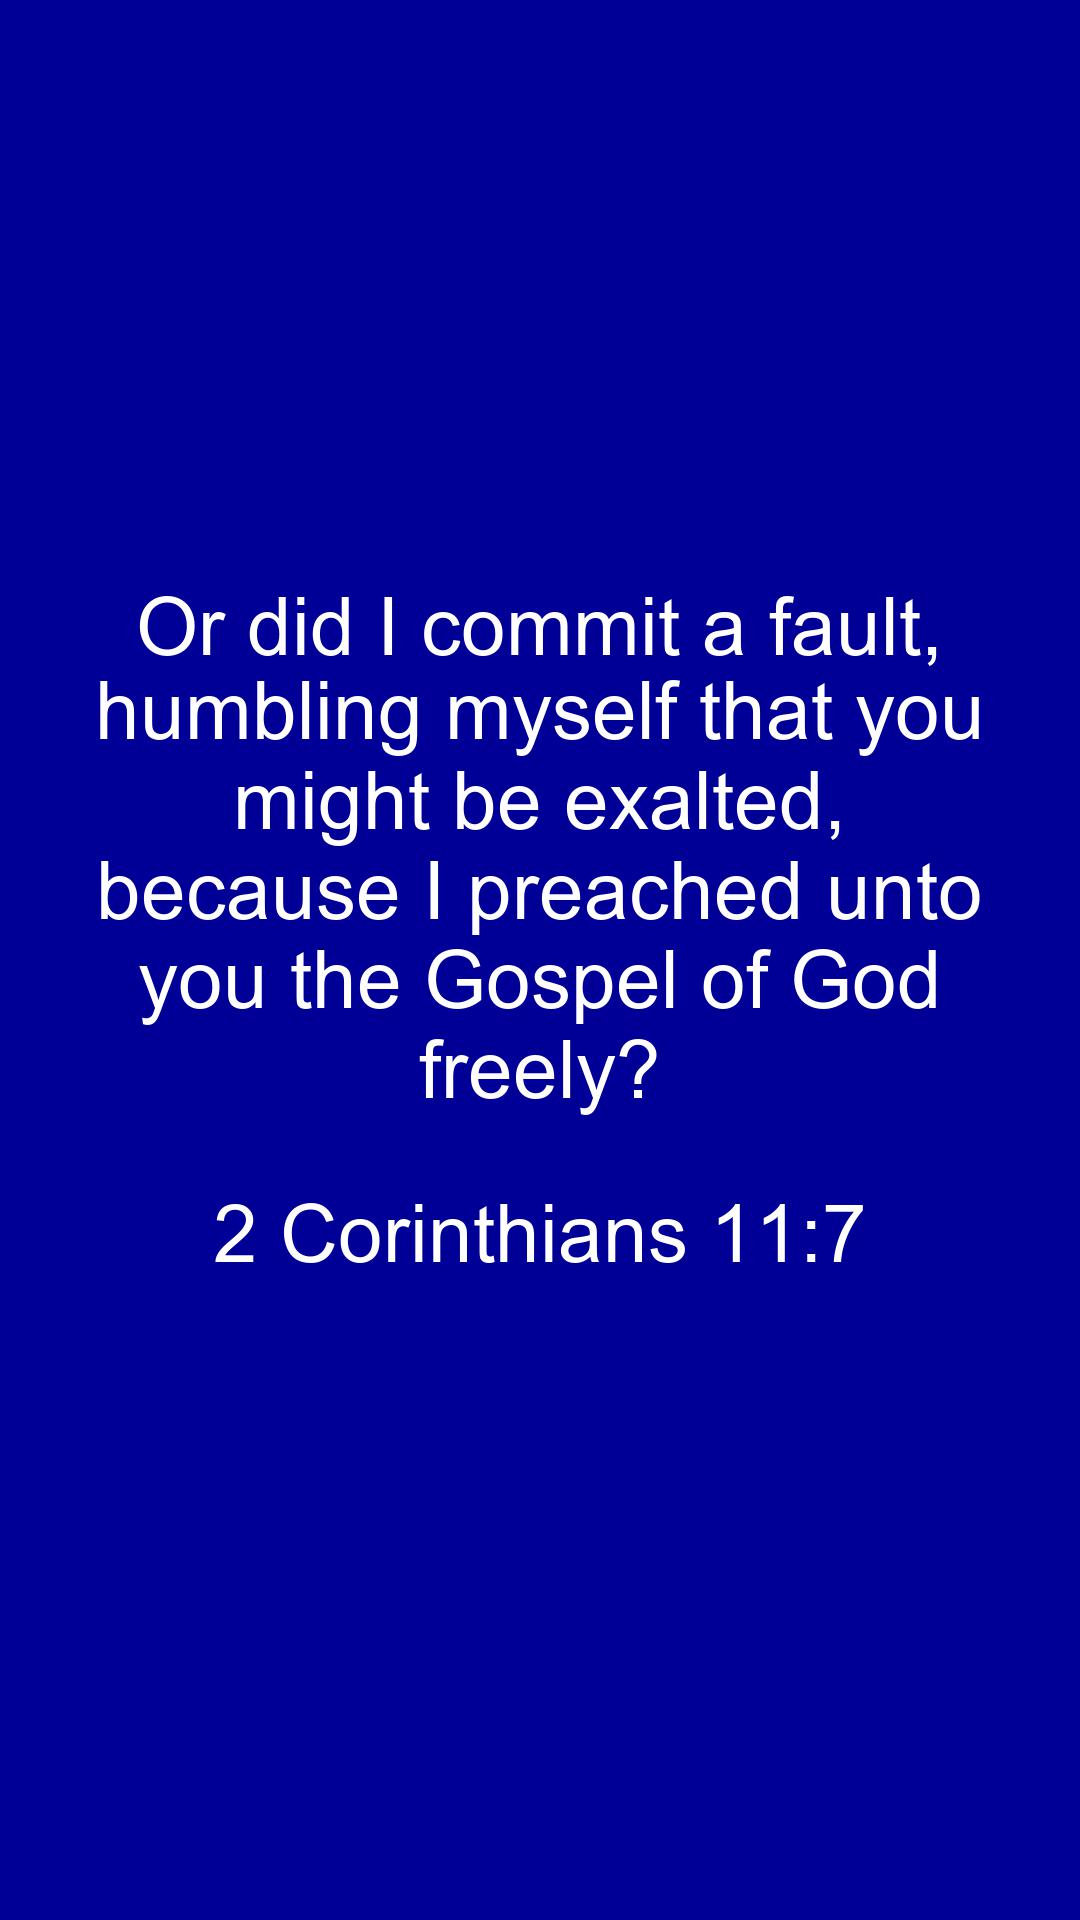 Or did I commit a fault,
humbling myself that you
might be exalted,
because I preached unto
you the Gospel of God
freely?
2 Corinthians 11:7